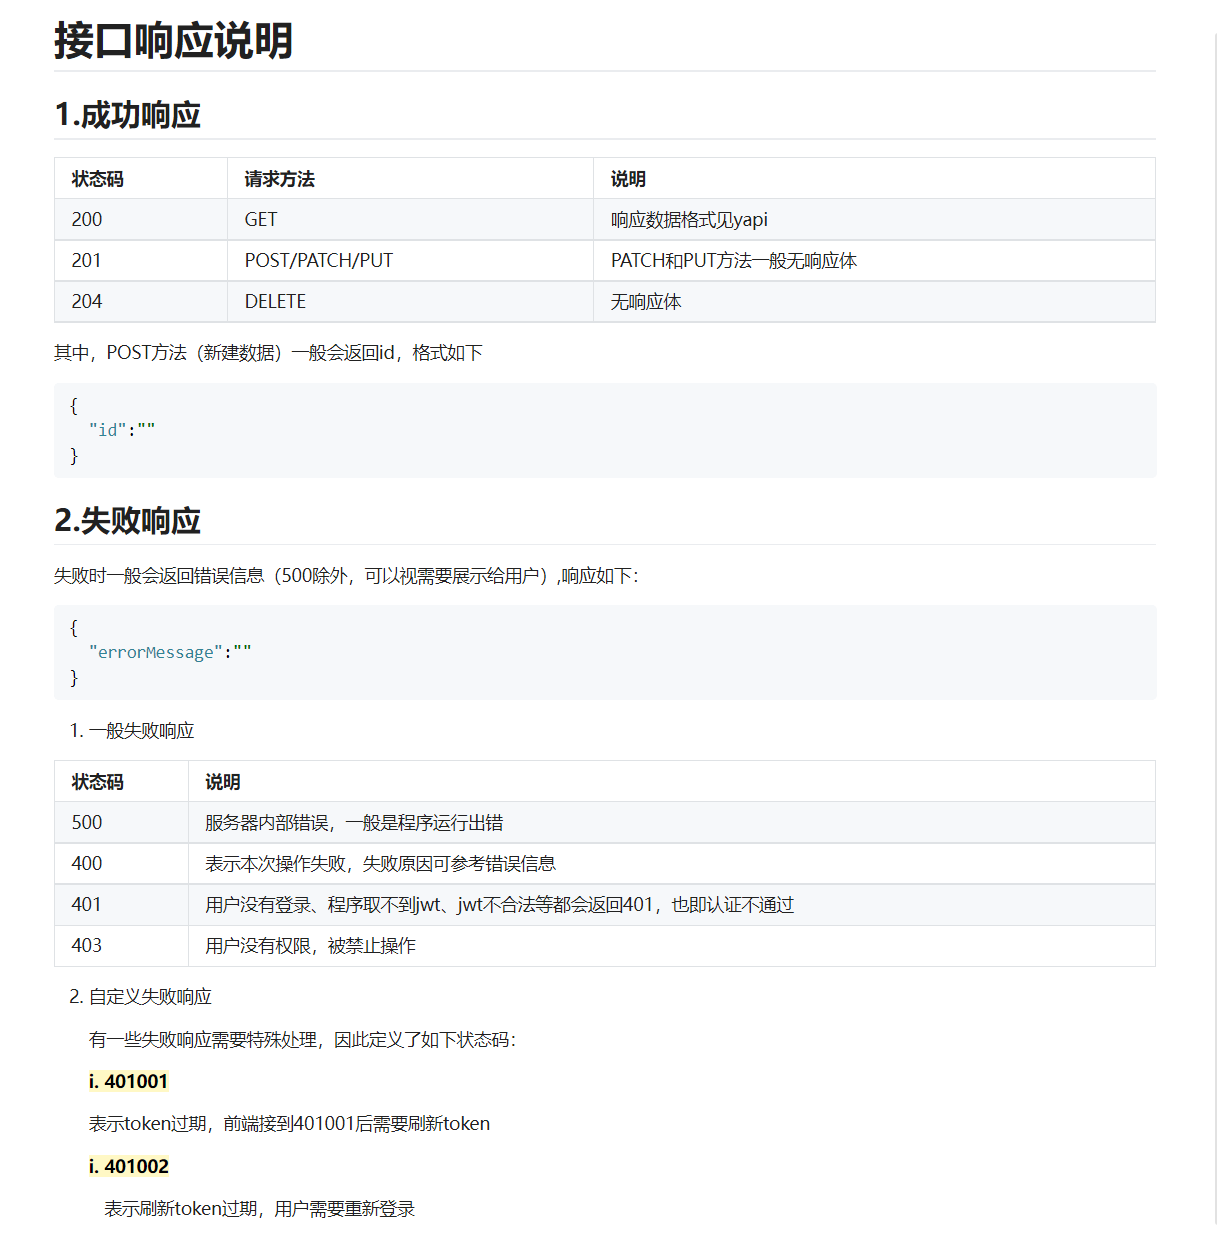 接口响应说明
1.成功响应
状态码 请求方法 说明
200 GET 响应数据格式见yapi
201 POST/PATCH/PUT PATCH和PUT方法一般无响应体
204 DELETE 无响应体
其中，POST方法（新建数据）一般会返回id，格式如下
{
"id":""
}
2.失败响应
失败时一般会返回错误信息（500除外，可以视需要展示给用户）,响应如下：
{
"errorMessage":""
}
1. 一般失败响应
状态码 说明
500 服务器内部错误，一般是程序运行出错
400 表示本次操作失败，失败原因可参考错误信息
401 用户没有登录、程序取不到jwt、jwt不合法等都会返回401，也即认证不通过
403 用户没有权限，被禁止操作
2. 自定义失败响应
有一些失败响应需要特殊处理，因此定义了如下状态码：
i. 401001
表示token过期，前端接到401001后需要刷新token
i. 401002
表示刷新token过期，用户需要重新登录